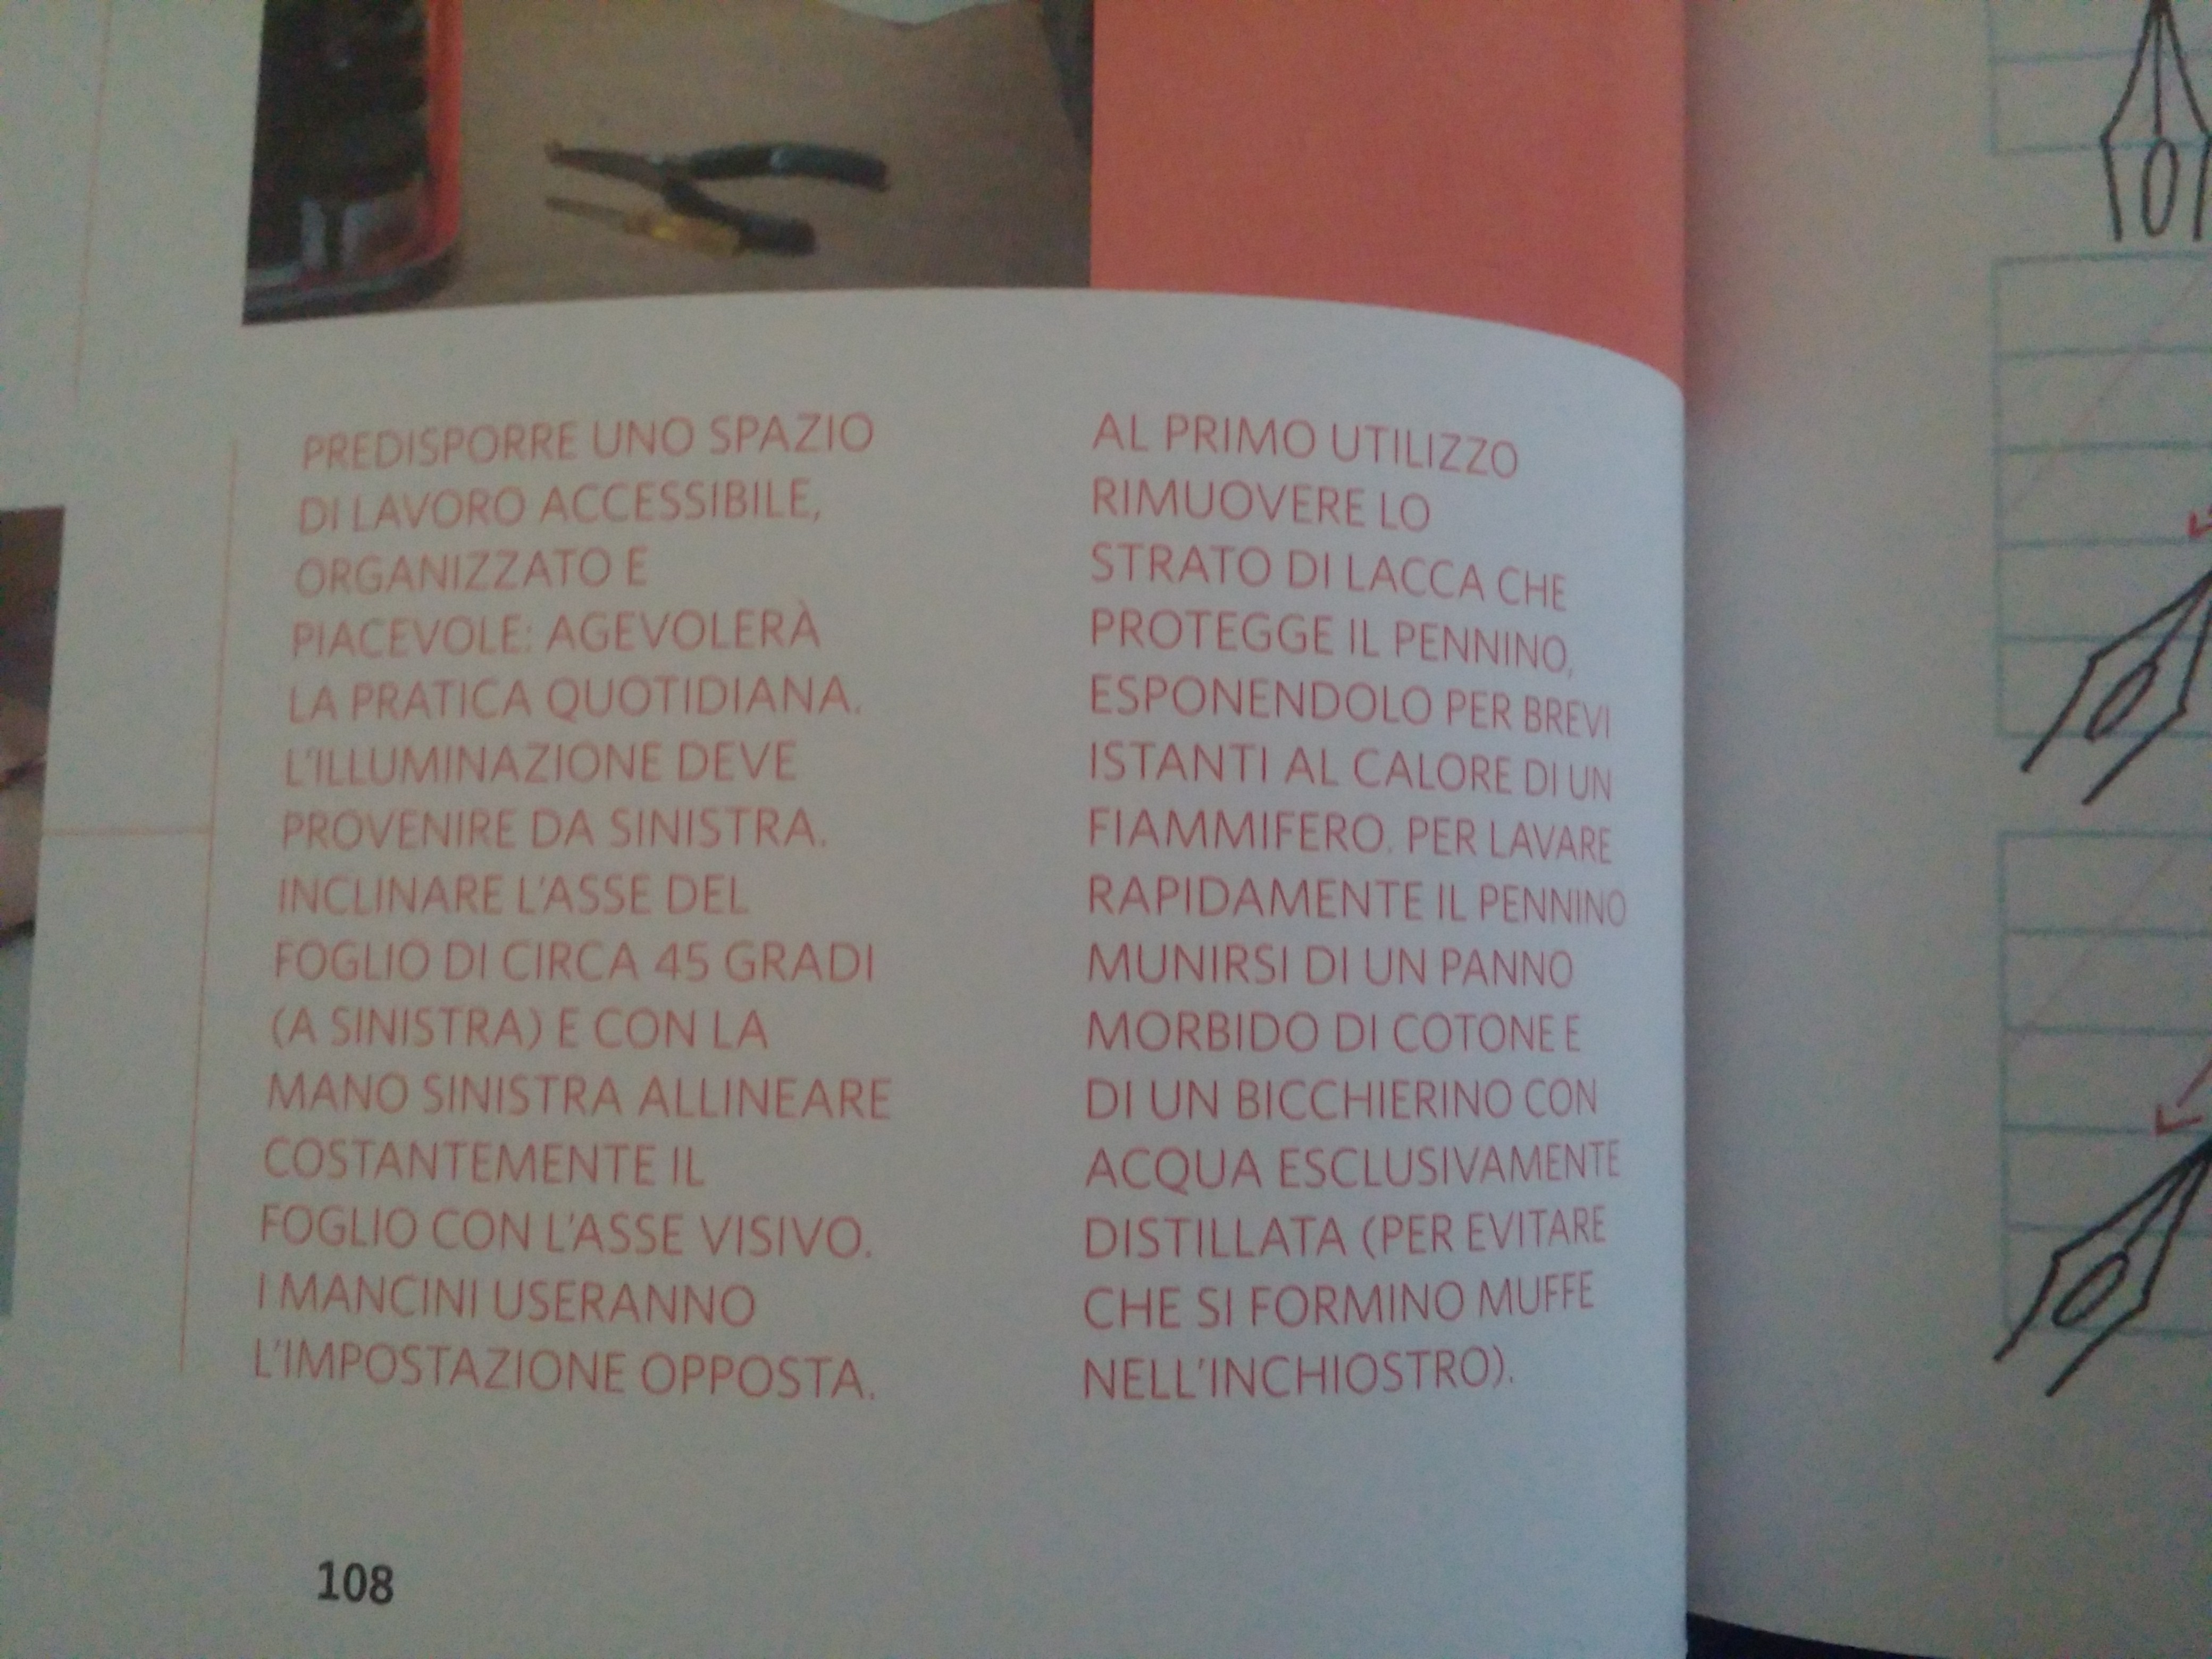 PREDISPORRE UNO SPAZIO
DI LAVORO ACCESSIBILE,
ORGANIZZATO E
PIACEVOLE: AGEVOLERÀ
LA PRATICA QUOTIDIANA.
L'ILLUMINAZIONE DEVE
PROVENIRE DA SINISTRA.
INCLINARE L'ASSE DEL
FOGLIO DI CIRCA 45 GRADI
(A SINISTRA) E CON LA
MANO SINISTRA ALLINEARE
COSTANTEMENTE IL
FOGLIO CON L'ASSE VISIVO.
I MANCINI USERANNO
L'IMPOSTAZIONE OPPOSTA.
AL PRIMO UTILIZZO
RIMUOVERE LO
STRATO DI LACCA CHE
PROTEGGE IL PENNINO,
ESPONENDOLO PER BREVI
ISTANTI AL CALORE DI UN
FIAMMIFERO. PER LAVARE
RAPIDAMENTE IL PENNINO
MUNIRSI DI UN PANNO
MORBIDO DI COTONE E
DI UN BICCHIERINO CON
ACQUA ESCLUSIVAMENTE
DISTILLATA (PER EVITARE
CHE SI FORMINO MUFFE
NELL'INCHIOSTRO).
108